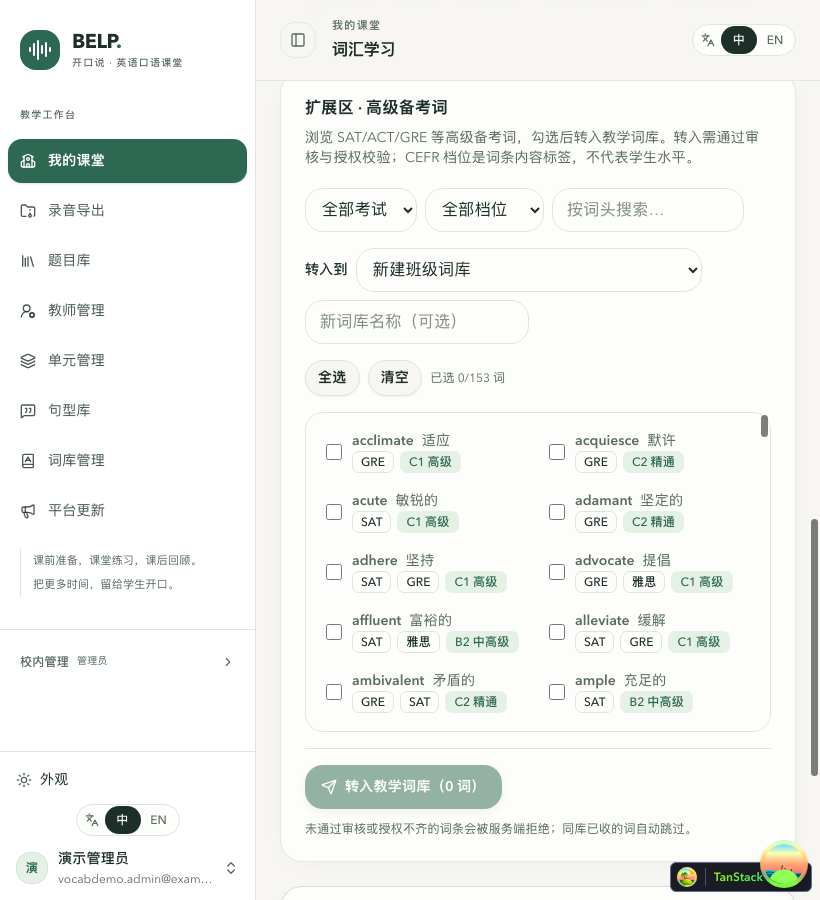 BELP.
开口说 · 英语口语课堂
教学工作台
我的课堂
录音导出
题目库
教师管理
单元管理
句型库
词库管理
平台更新
课前准备，课堂练习，课后回顾。
把更多时间，留给学生开口。
校内管理 管理员
外观
中 EN
演示管理员
演
vocabdemo.admin@exam...
我的课堂
词汇学习
中 EN
扩展区 · 高级备考词
浏览 SAT/ACT/GRE 等高级备考词，勾选后转入教学词库。转入需通过审
核与授权校验；CEFR 档位是词条内容标签，不代表学生水平。
全部考试 全部档位 按词头搜索...
转入到 新建班级词库
新词库名称（可选）
全选 清空 已选 0/153 词
acclimate 适应 acquiesce 默许
GRE C1 高级 GRE C2 精通
acute 敏锐的 adamant 坚定的
SAT C1 高级 GRE C2 精通
adhere 坚持 advocate 提倡
SAT GRE C1 高级 GRE 雅思 C1 高级
affluent 富裕的 alleviate 缓解
SAT 雅思 B2 中高级 SAT GRE C1 高级
ambivalent 矛盾的 ample 充足的
GRE SAT C2 精通 SAT B2 中高级
转入教学词库（0 词）
未通过审核或授权不齐的词条会被服务端拒绝；同库已收的词自动跳过。
TanStack